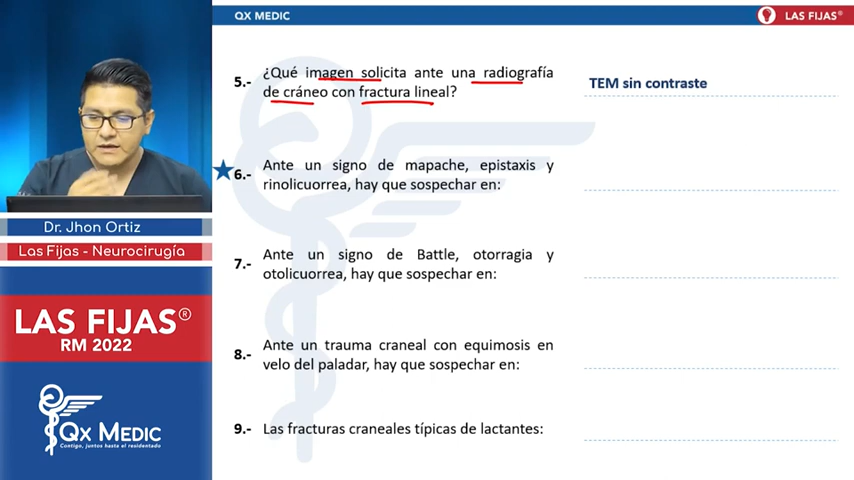 QX MEDIC
LAS FIJAS®
5.- ¿Qué imagen solicita ante una radiografía
de cráneo con fractura lineal?
TEM sin contraste
6.- Ante un signo de mapache, epistaxis y
rinolicuorrea, hay que sospechar en:
7.- Ante un signo de Battle, otorragia y
otolicuorrea, hay que sospechar en:
8.- Ante un trauma craneal con equimosis en
velo del paladar, hay que sospechar en:
9.- Las fracturas craneales típicas de lactantes:
Dr. Jhon Ortiz
Las Fijas - Neurocirugía
LAS FIJAS®
RM 2022
QX MEDIC
Contigo, juntos hasta el residentado